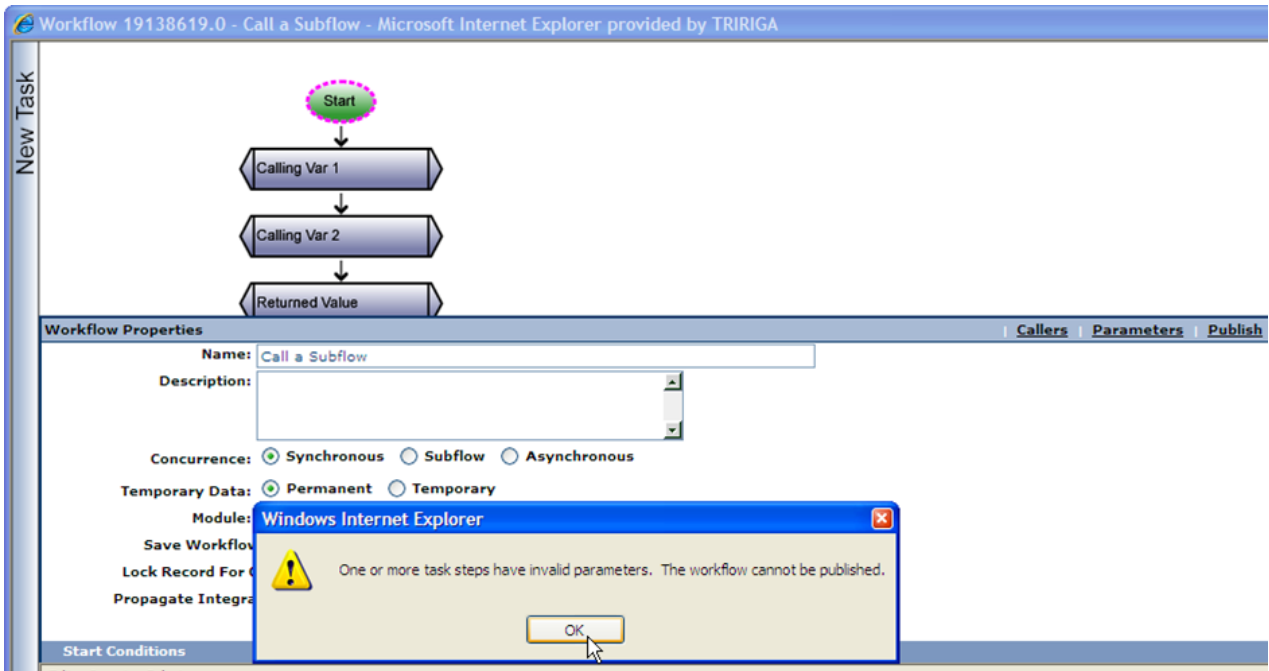 Workflow 19138619.0 - Call a Subflow - Microsoft Internet Explorer provided by TRIRIGA
New Task
Start
Calling Var 1
Calling Var 2
Returned Value
Workflow Properties | Callers | Parameters | Publish
Name: Call a Subflow
Description:
Concurrence: Synchronous Subflow Asynchronous
Temporary Data: Permanent Temporary
Module:
Save Workflow
Lock Record For
Propagate Integra
Windows Internet Explorer
One or more task steps have invalid parameters. The workflow cannot be published.
OK
Start Conditions